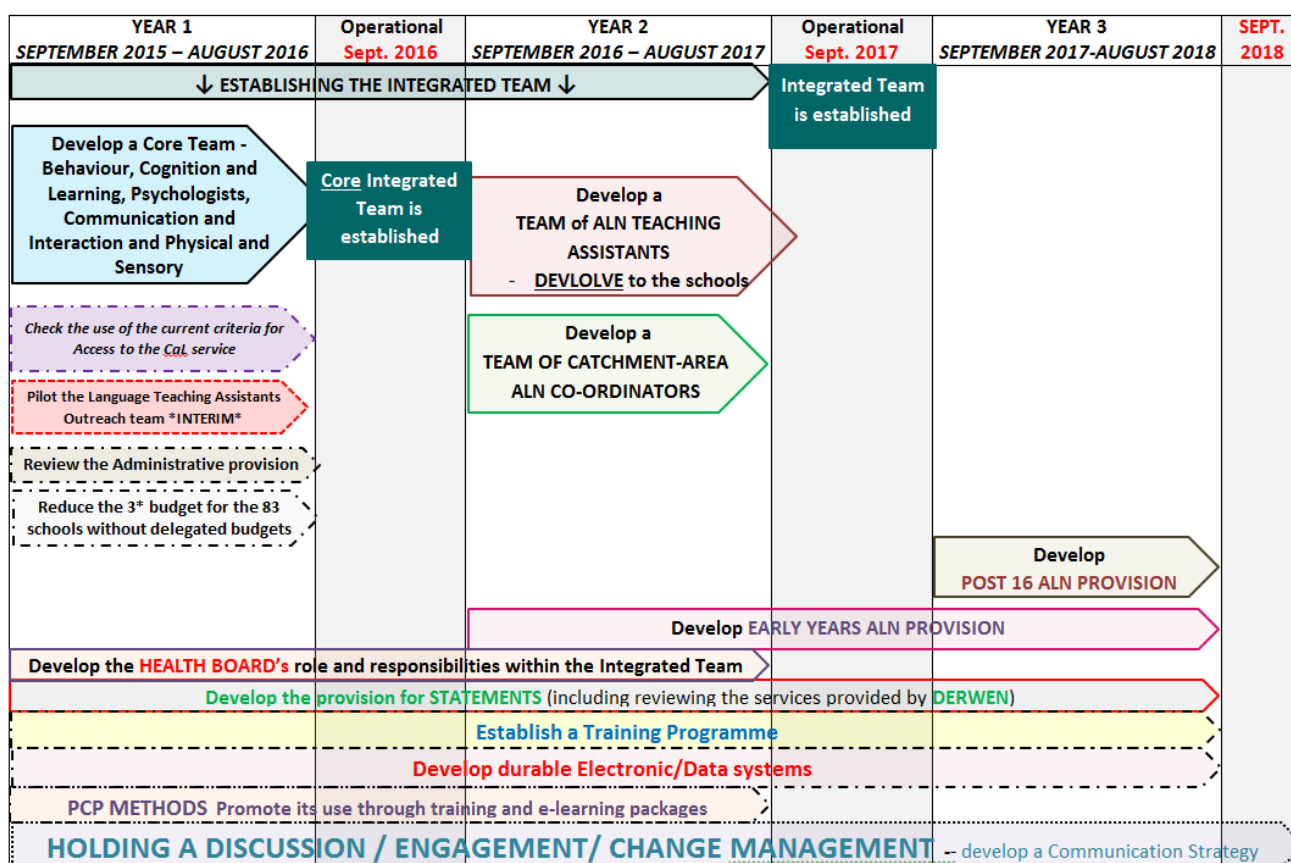 YEAR 1
SEPTEMBER 2015 – AUGUST 2016
Operational
Sept. 2016
YEAR 2
SEPTEMBER 2016 – AUGUST 2017
Operational
Sept. 2017
YEAR 3
SEPTEMBER 2017-AUGUST 2018
SEPT.
2018
↓ ESTABLISHING THE INTEGRATED TEAM ↓
Integrated Team
is established
Develop a Core Team -
Behaviour, Cognition and
Learning, Psychologists,
Communication and
Interaction and Physical and
Sensory
Core Integrated
Team is
established
Develop a
TEAM of ALN TEACHING
ASSISTANTS
- DEVLOLVE to the schools
Check the use of the current criteria for
Access to the CaL service
Develop a
TEAM OF CATCHMENT-AREA
ALN CO-ORDINATORS
Pilot the Language Teaching Assistants
Outreach team *INTERIM*
Review the Administrative provision
Reduce the 3* budget for the 83
schools without delegated budgets
Develop
POST 16 ALN PROVISION
Develop EARLY YEARS ALN PROVISION
Develop the HEALTH BOARD's role and responsibilities within the Integrated Team
Develop the provision for STATEMENTS (including reviewing the services provided by DERWEN)
Establish a Training Programme
Develop durable Electronic/Data systems
PCP METHODS Promote its use through training and e-learning packages
HOLDING A DISCUSSION / ENGAGEMENT/ CHANGE MANAGEMENT -- develop a Communication Strategy